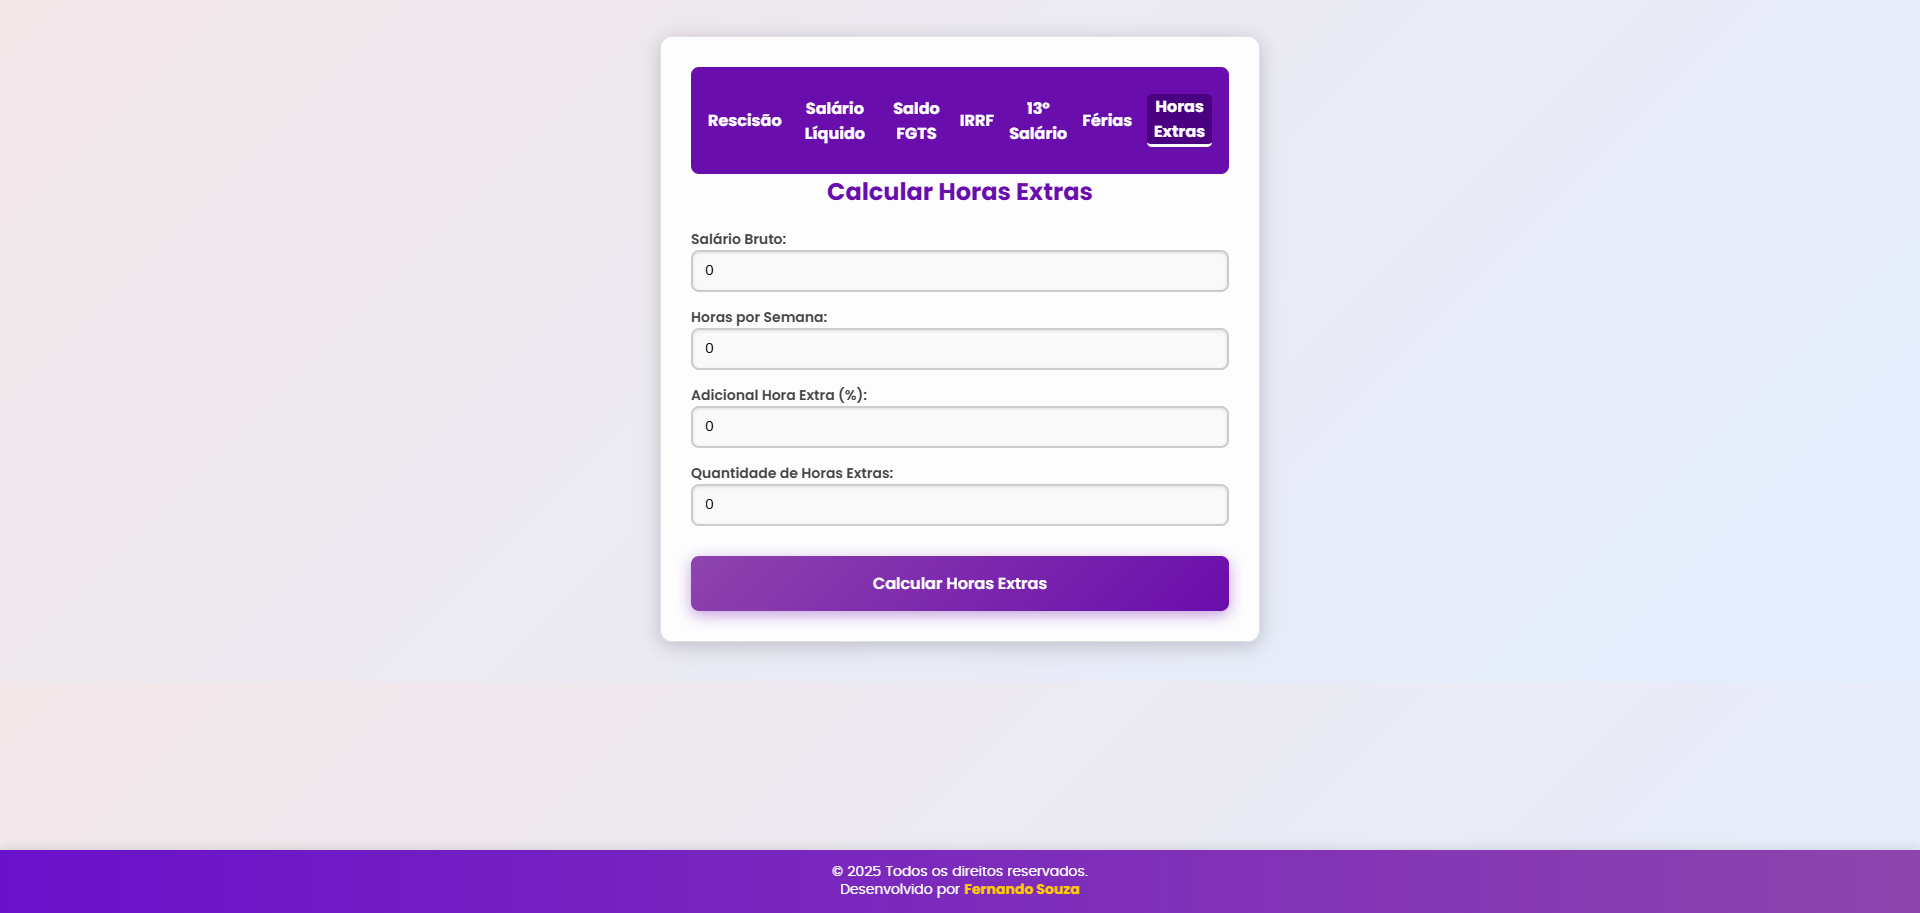 Rescisão
Salário
Líquido
Saldo
FGTS
IRRF
13º
Salário
Férias
Horas
Extras
Calcular Horas Extras
Salário Bruto:
0
Horas por Semana:
0
Adicional Hora Extra (%):
0
Quantidade de Horas Extras:
0
Calcular Horas Extras
© 2025 Todos os direitos reservados.
Desenvolvido por Fernando Souza